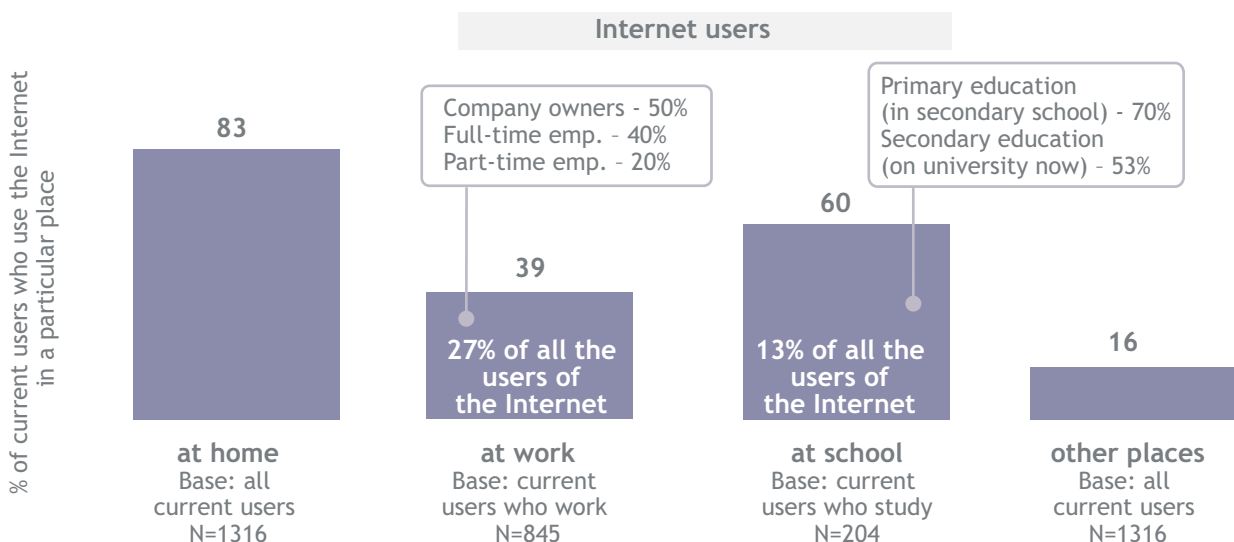 Internet users
% of current users who use the Internet
in a particular place
83
Company owners - 50%
Full-time emp. - 40%
Part-time emp. - 20%
39
27% of all the
users of
the Internet
Primary education
(in secondary school) - 70%
Secondary education
(on university now) - 53%
60
13% of all the
users of
the Internet
16
at home
Base: all
current users
N=1316
at work
Base: current
users who work
N=845
at school
Base: current
users who study
N=204
other places
Base: all
current users
N=1316